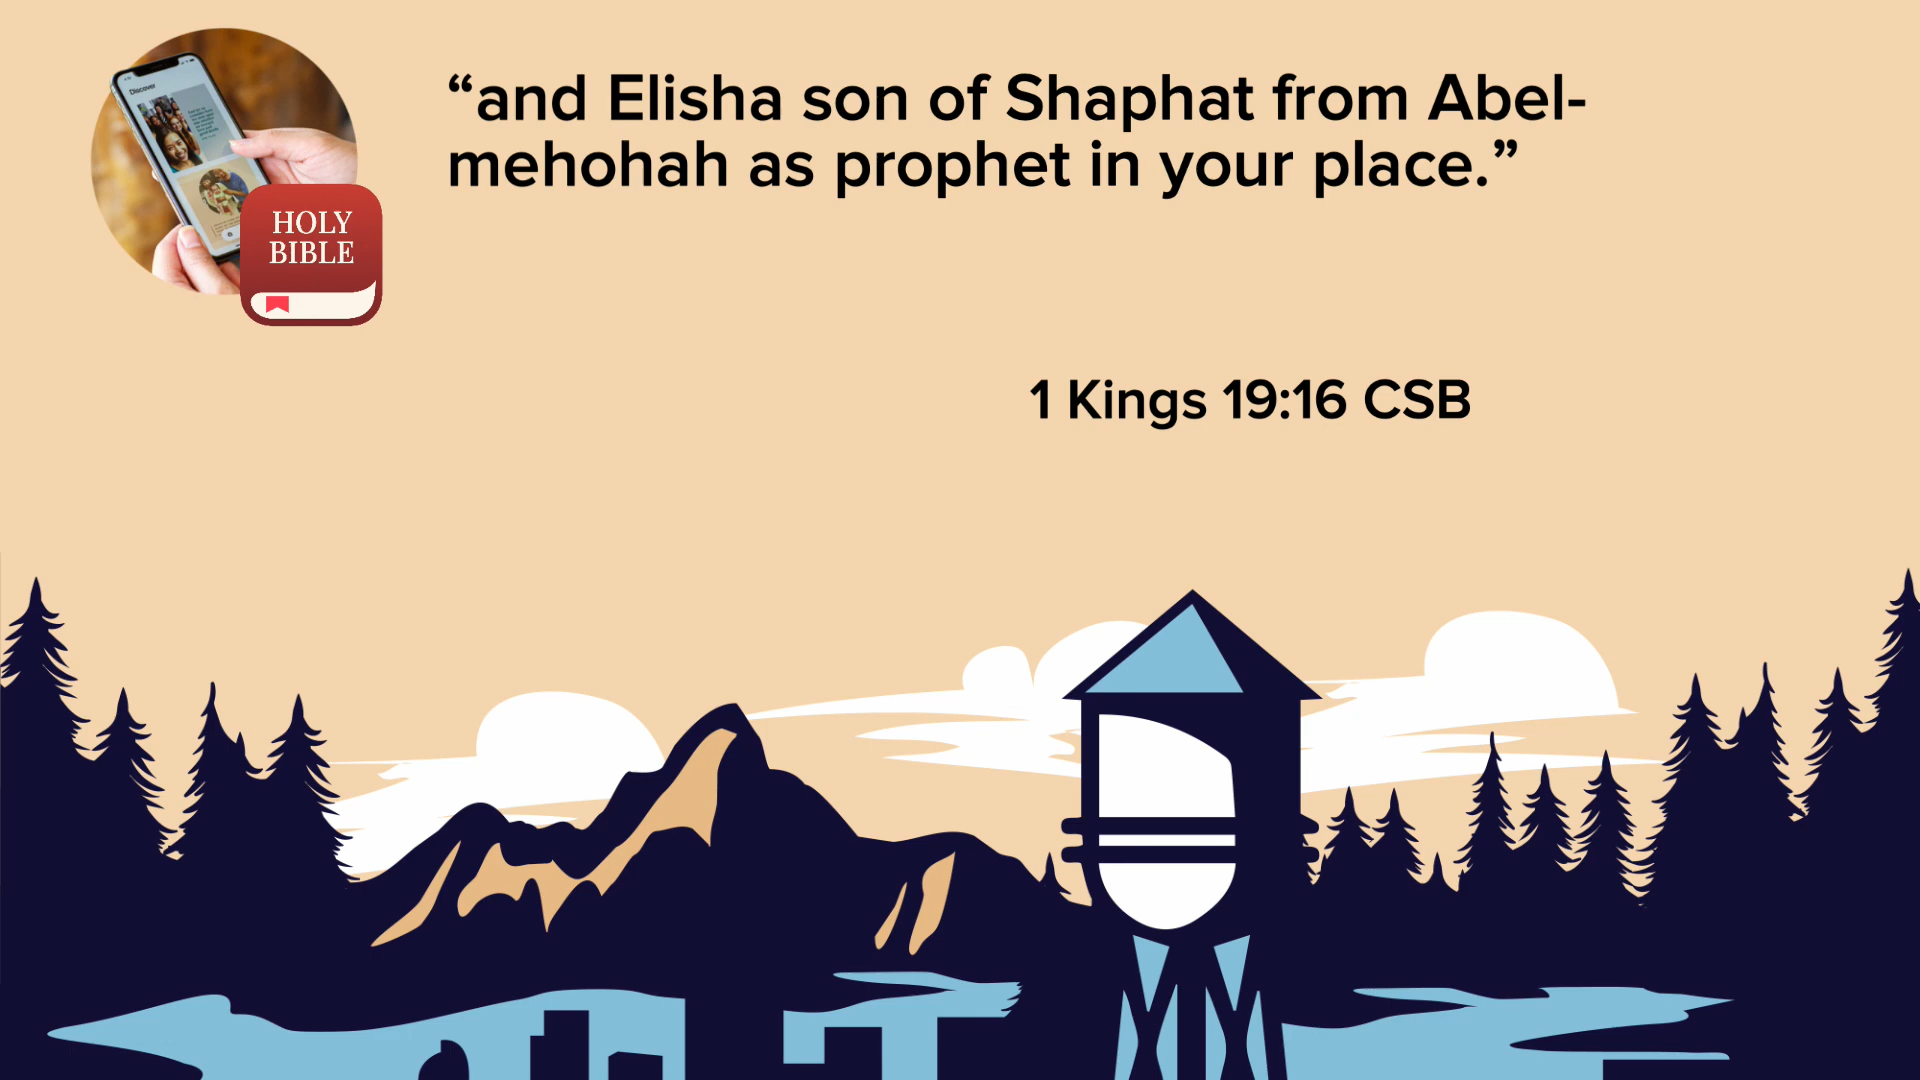 “and Elisha son of Shaphat from Abel-
mehohah as prophet in your place.”
1 Kings 19:16 CSB
Discover
HOLY
BIBLE